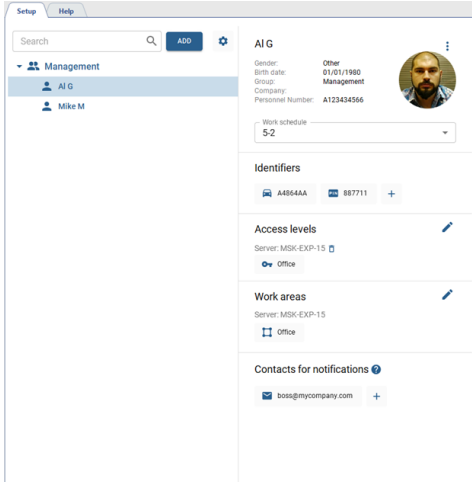 Setup Help
Search ADD
Management
Al G
Mike M
Al G
Gender: Other
Birth date: 01/01/1980
Group: Management
Company:
Personnel Number: A123434566
Work schedule
5-2
Identifiers
A4864AA PIN 887711 +
Access levels
Server: MSK-EXP-15
Office
Work areas
Server: MSK-EXP-15
Office
Contacts for notifications ?
boss@mycompany.com +